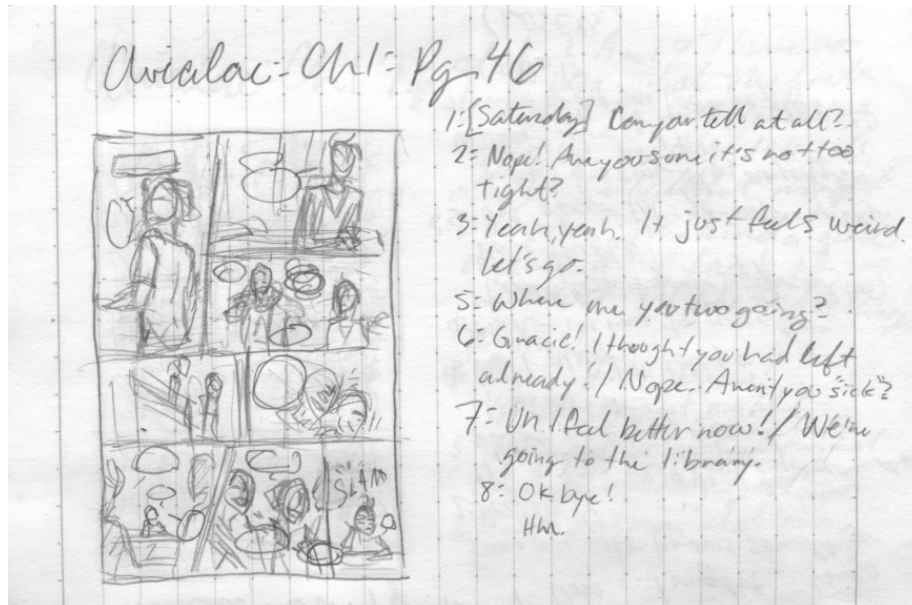 Avialae - Ch1 - Pg 46
1: [Saturday] Can you tell at all?
2: Nope! Are you sure it's not too
tight?
3: Yeah, yeah. It just feels weird.
Let's go.
5: Where are you two going?
6: Gracie! I thought you had left
already! / Nope. Aren't you "sick"?
7: Uh I feel better now! / We're
going to the library.
8: Ok bye!
Hm.
SLAM